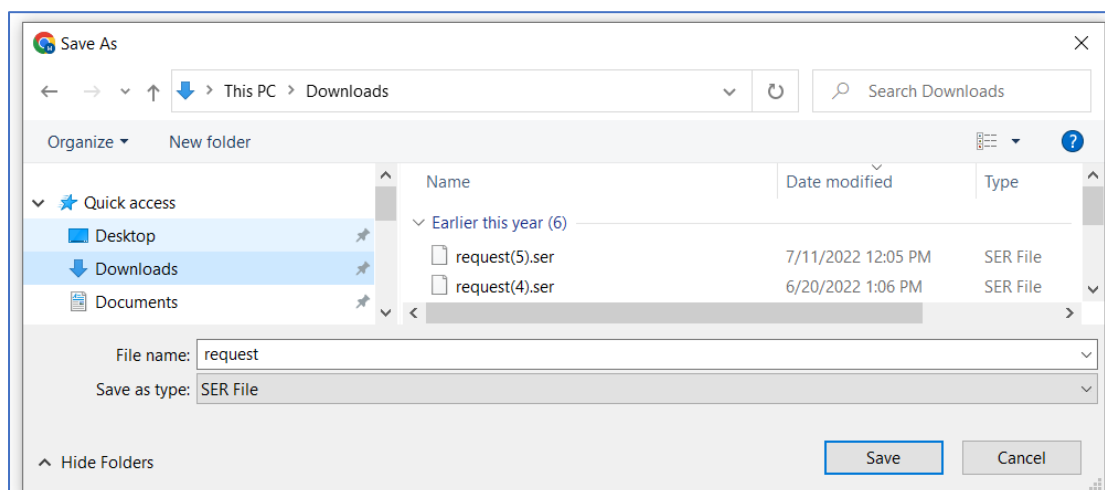 Save As
This PC > Downloads
Search Downloads
Organize
New folder
?
Name
Date modified
Type
Quick access
Earlier this year (6)
Desktop
request(5).ser
7/11/2022 12:05 PM
SER File
Downloads
request(4).ser
6/20/2022 1:06 PM
SER File
Documents
File name: request
Save as type: SER File
Hide Folders
Save
Cancel